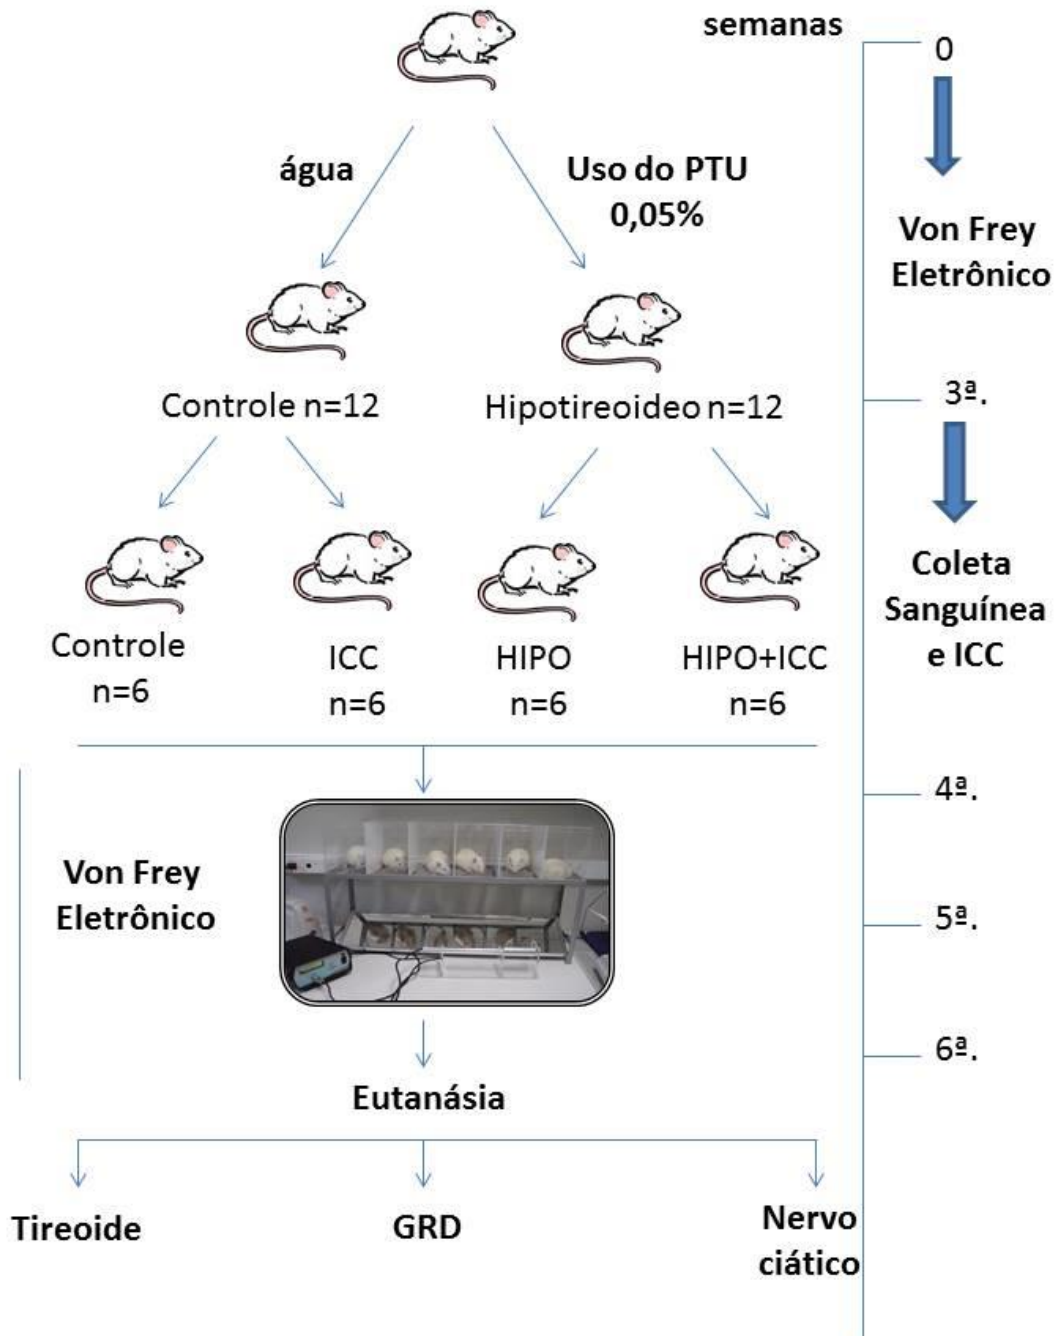 semanas
0
água
Uso do PTU
0,05%
Von Frey
Eletrônico
Controle n=12
Hipotireoideo n=12
3ª.
Controle
n=6
ICC
n=6
HIPO
n=6
HIPO+ICC
n=6
Coleta
Sanguínea
e ICC
4ª.
Von Frey
Eletrônico
5ª.
6ª.
Eutanásia
Tireoide
GRD
Nervo
ciático